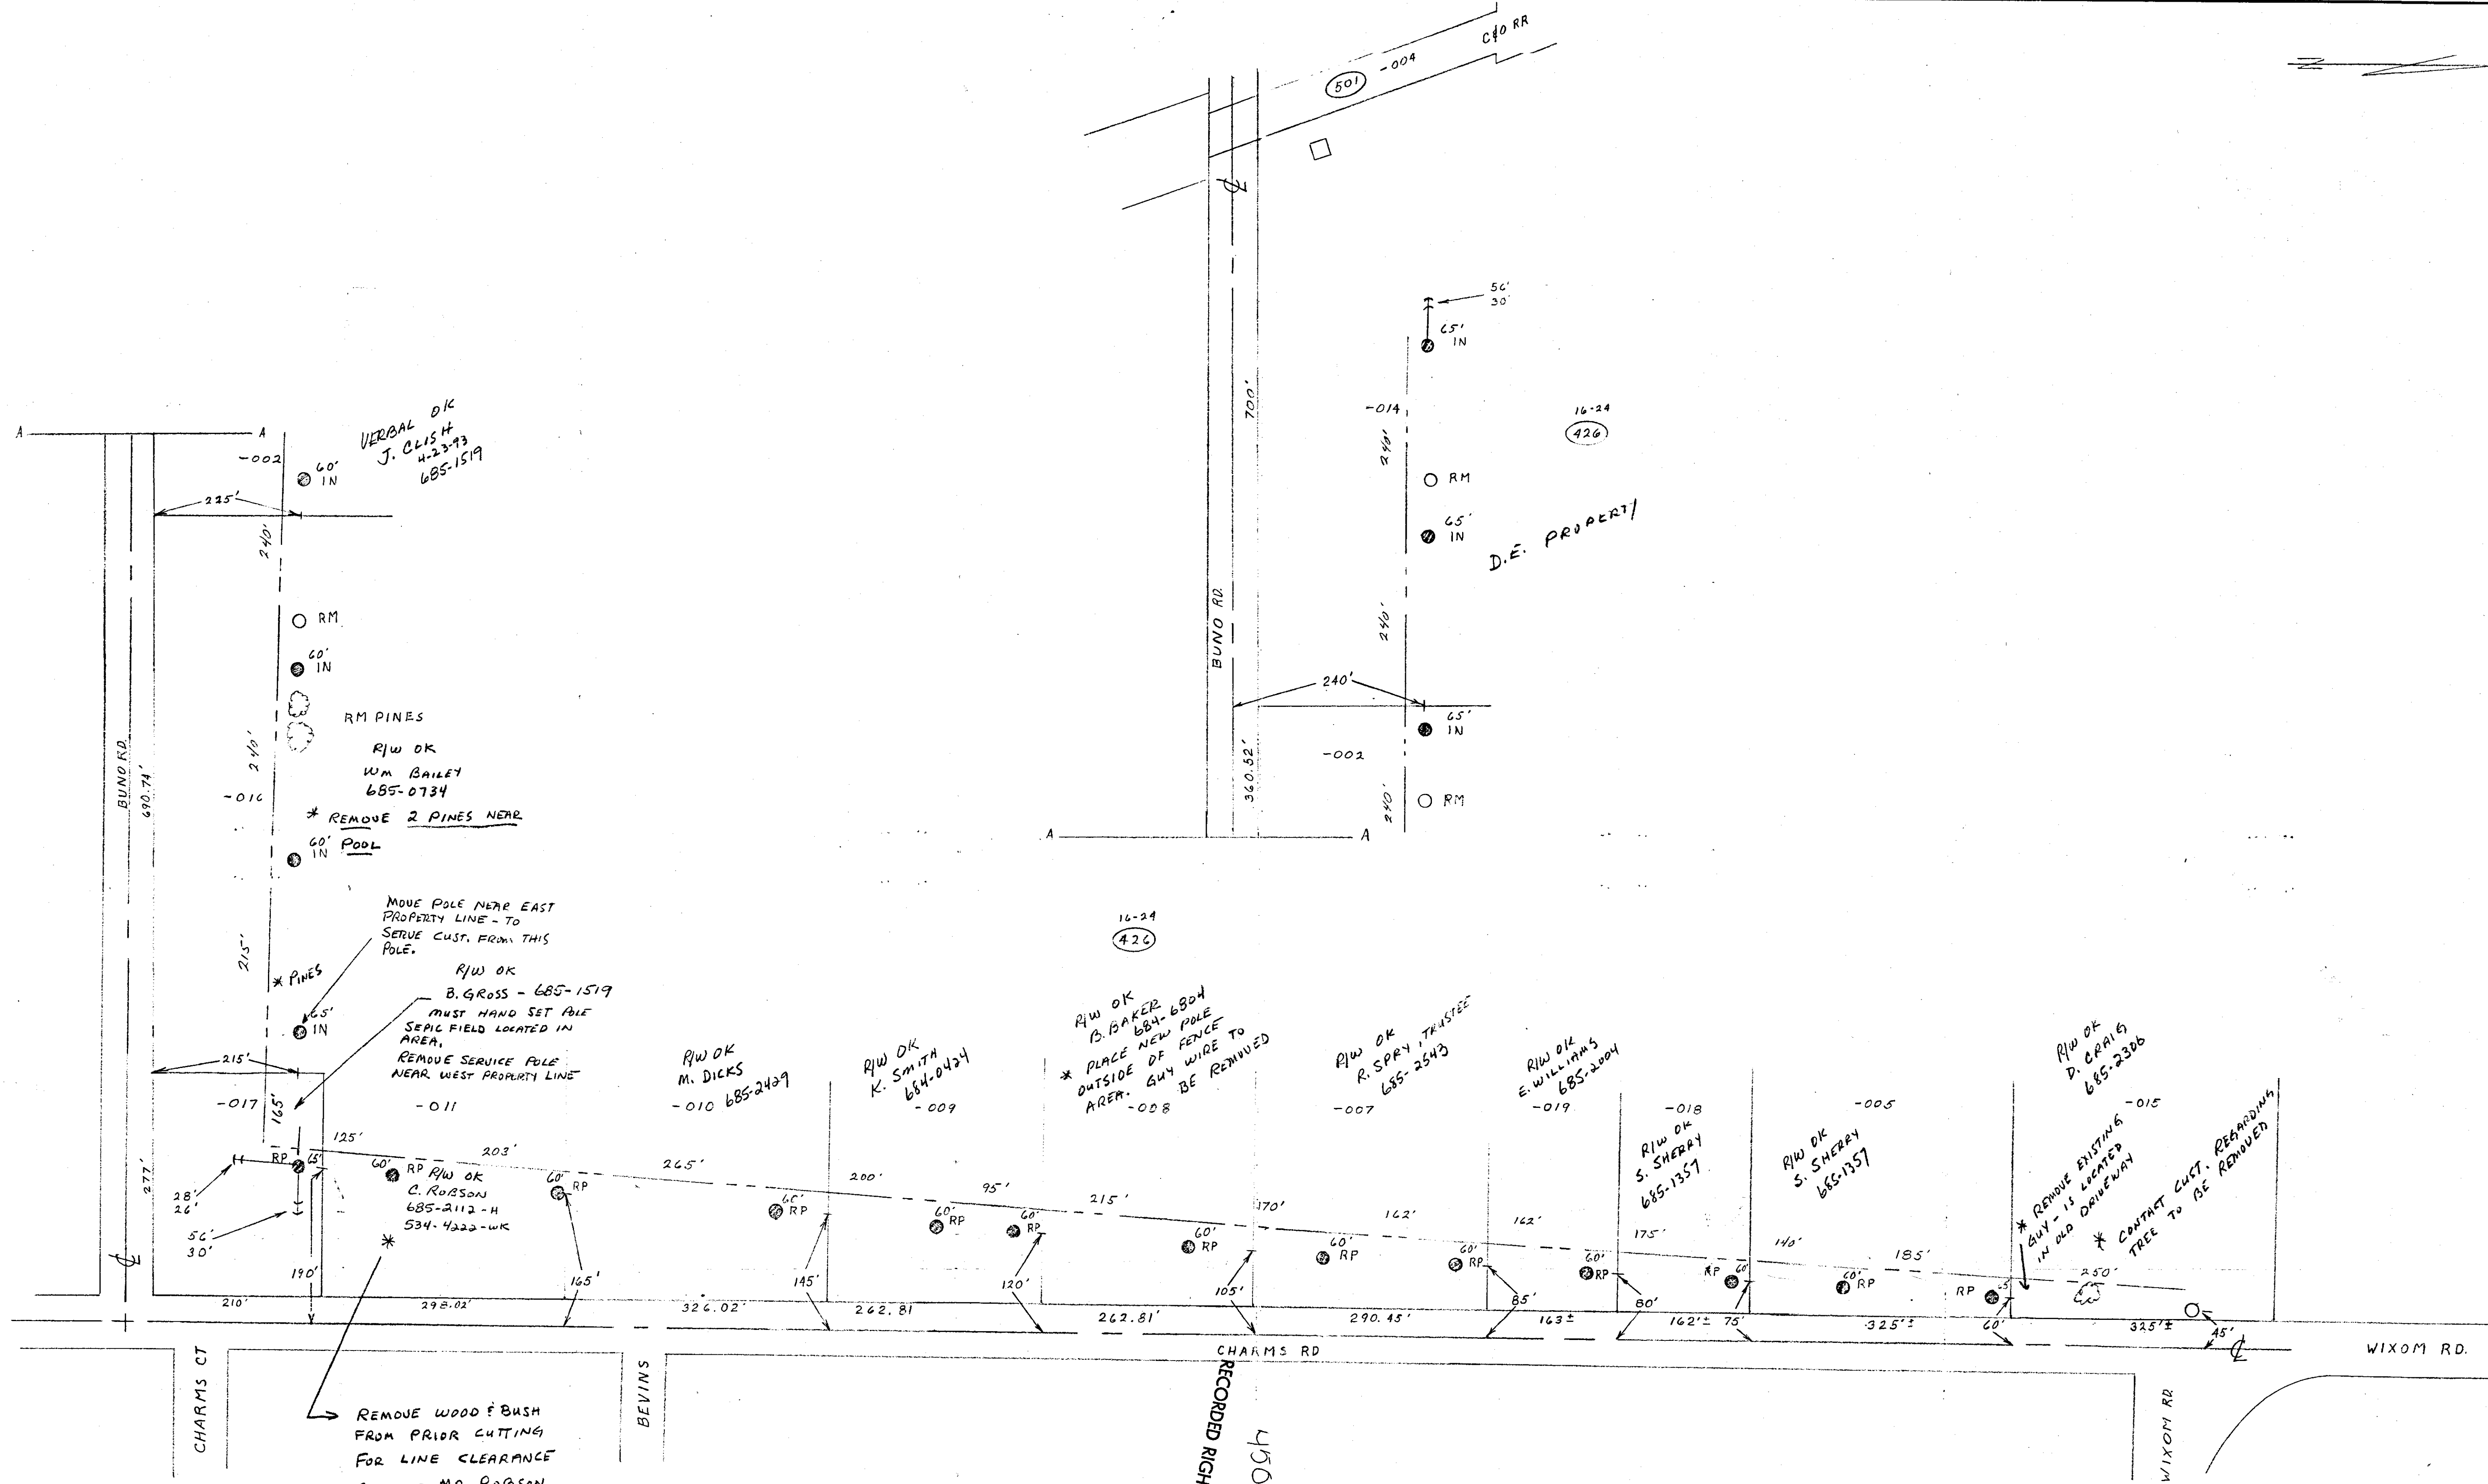 C&O RR
501
-004
56'
30'
65'
IN
-014
240'
16-24
426
RM
65'
IN
D.E. PROPERTY
700'
BUNO RD.
240'
240'
65'
IN
-002
360.52'
240'
RM
A
A
A
A
VERBAL OK
J. CLISH
4-23-93
685-1519
-002
60'
IN
225'
240'
RM
60'
IN
RM PINES
R/W OK
WM BAILEY
685-0734
* REMOVE 2 PINES NEAR
POOL
BUNO RD.
690.74'
240'
-016
60'
IN
MOVE POLE NEAR EAST
PROPERTY LINE - TO
SERVE CUST. FROM THIS
POLE.
215'
* PINES
R/W OK
B. GROSS - 685-1519
MUST HAND SET POLE
SEPIC FIELD LOCATED IN
AREA.
REMOVE SERVICE POLE
NEAR WEST PROPERTY LINE
65'
IN
215'
-017
165'
-011
277'
28'
26'
56'
30'
RP
65'
125'
60'
RP
R/W OK
C. ROBSON
685-2112-H
534-4222-WK
*
203'
60'
RP
190'
165'
16-24
426
R/W OK
M. DICKS
685-2429
-010
265'
60'
RP
145'
R/W OK
K. SMITH
684-0424
-009
200'
60'
RP
95'
60'
RP
120'
R/W OK
B. BAKER
684-6804
* PLACE NEW POLE
OUTSIDE OF FENCE
AREA. GUY WIRE TO
BE REMOVED
-008
215'
60'
RP
105'
R/W OK
R. SPRY, TRUSTEE
685-2543
-007
170'
60'
RP
162'
60'
RP
85'
R/W OK
E. WILLIAMS
685-2004
-019
162'
60'
RP
80'
-018
R/W OK
S. SHERRY
685-1357
175'
RP
60'
75'
-005
R/W OK
S. SHERRY
685-1357
140'
60'
RP
185'
RP
65'
60'
R/W OK
D. CRAIG
685-2306
-015
* REMOVE EXISTING
GUY - IS LOCATED
IN OLD DRIVEWAY
* CONTACT CUST. REGARDING
TREE TO BE REMOVED
250'
45'
210'
298.02'
326.02'
262.81
262.81'
290.45'
163±
162'±
325'±
325'±
CHARMS RD
WIXOM RD.
CHARMS CT
BEVINS
WIXOM RD.
REMOVE WOOD & BUSH
FROM PRIOR CUTTING
FOR LINE CLEARANCE
MR. ROBSON
RECORDED RIGH